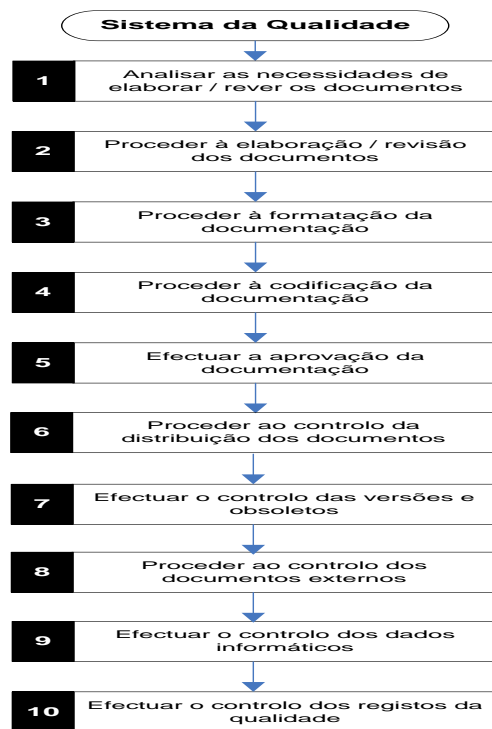 Sistema da Qualidade
1
Analisar as necessidades de
elaborar / rever os documentos
2
Proceder à elaboração / revisão
dos documentos
3
Proceder à formatação da
documentação
4
Proceder à codificação da
documentação
5
Efectuar a aprovação da
documentação
6
Proceder ao controlo da
distribuição dos documentos
7
Efectuar o controlo das versões e
obsoletos
8
Proceder ao controlo dos
documentos externos
9
Efectuar o controlo dos dados
informáticos
10
Efectuar o controlo dos registos da
qualidade